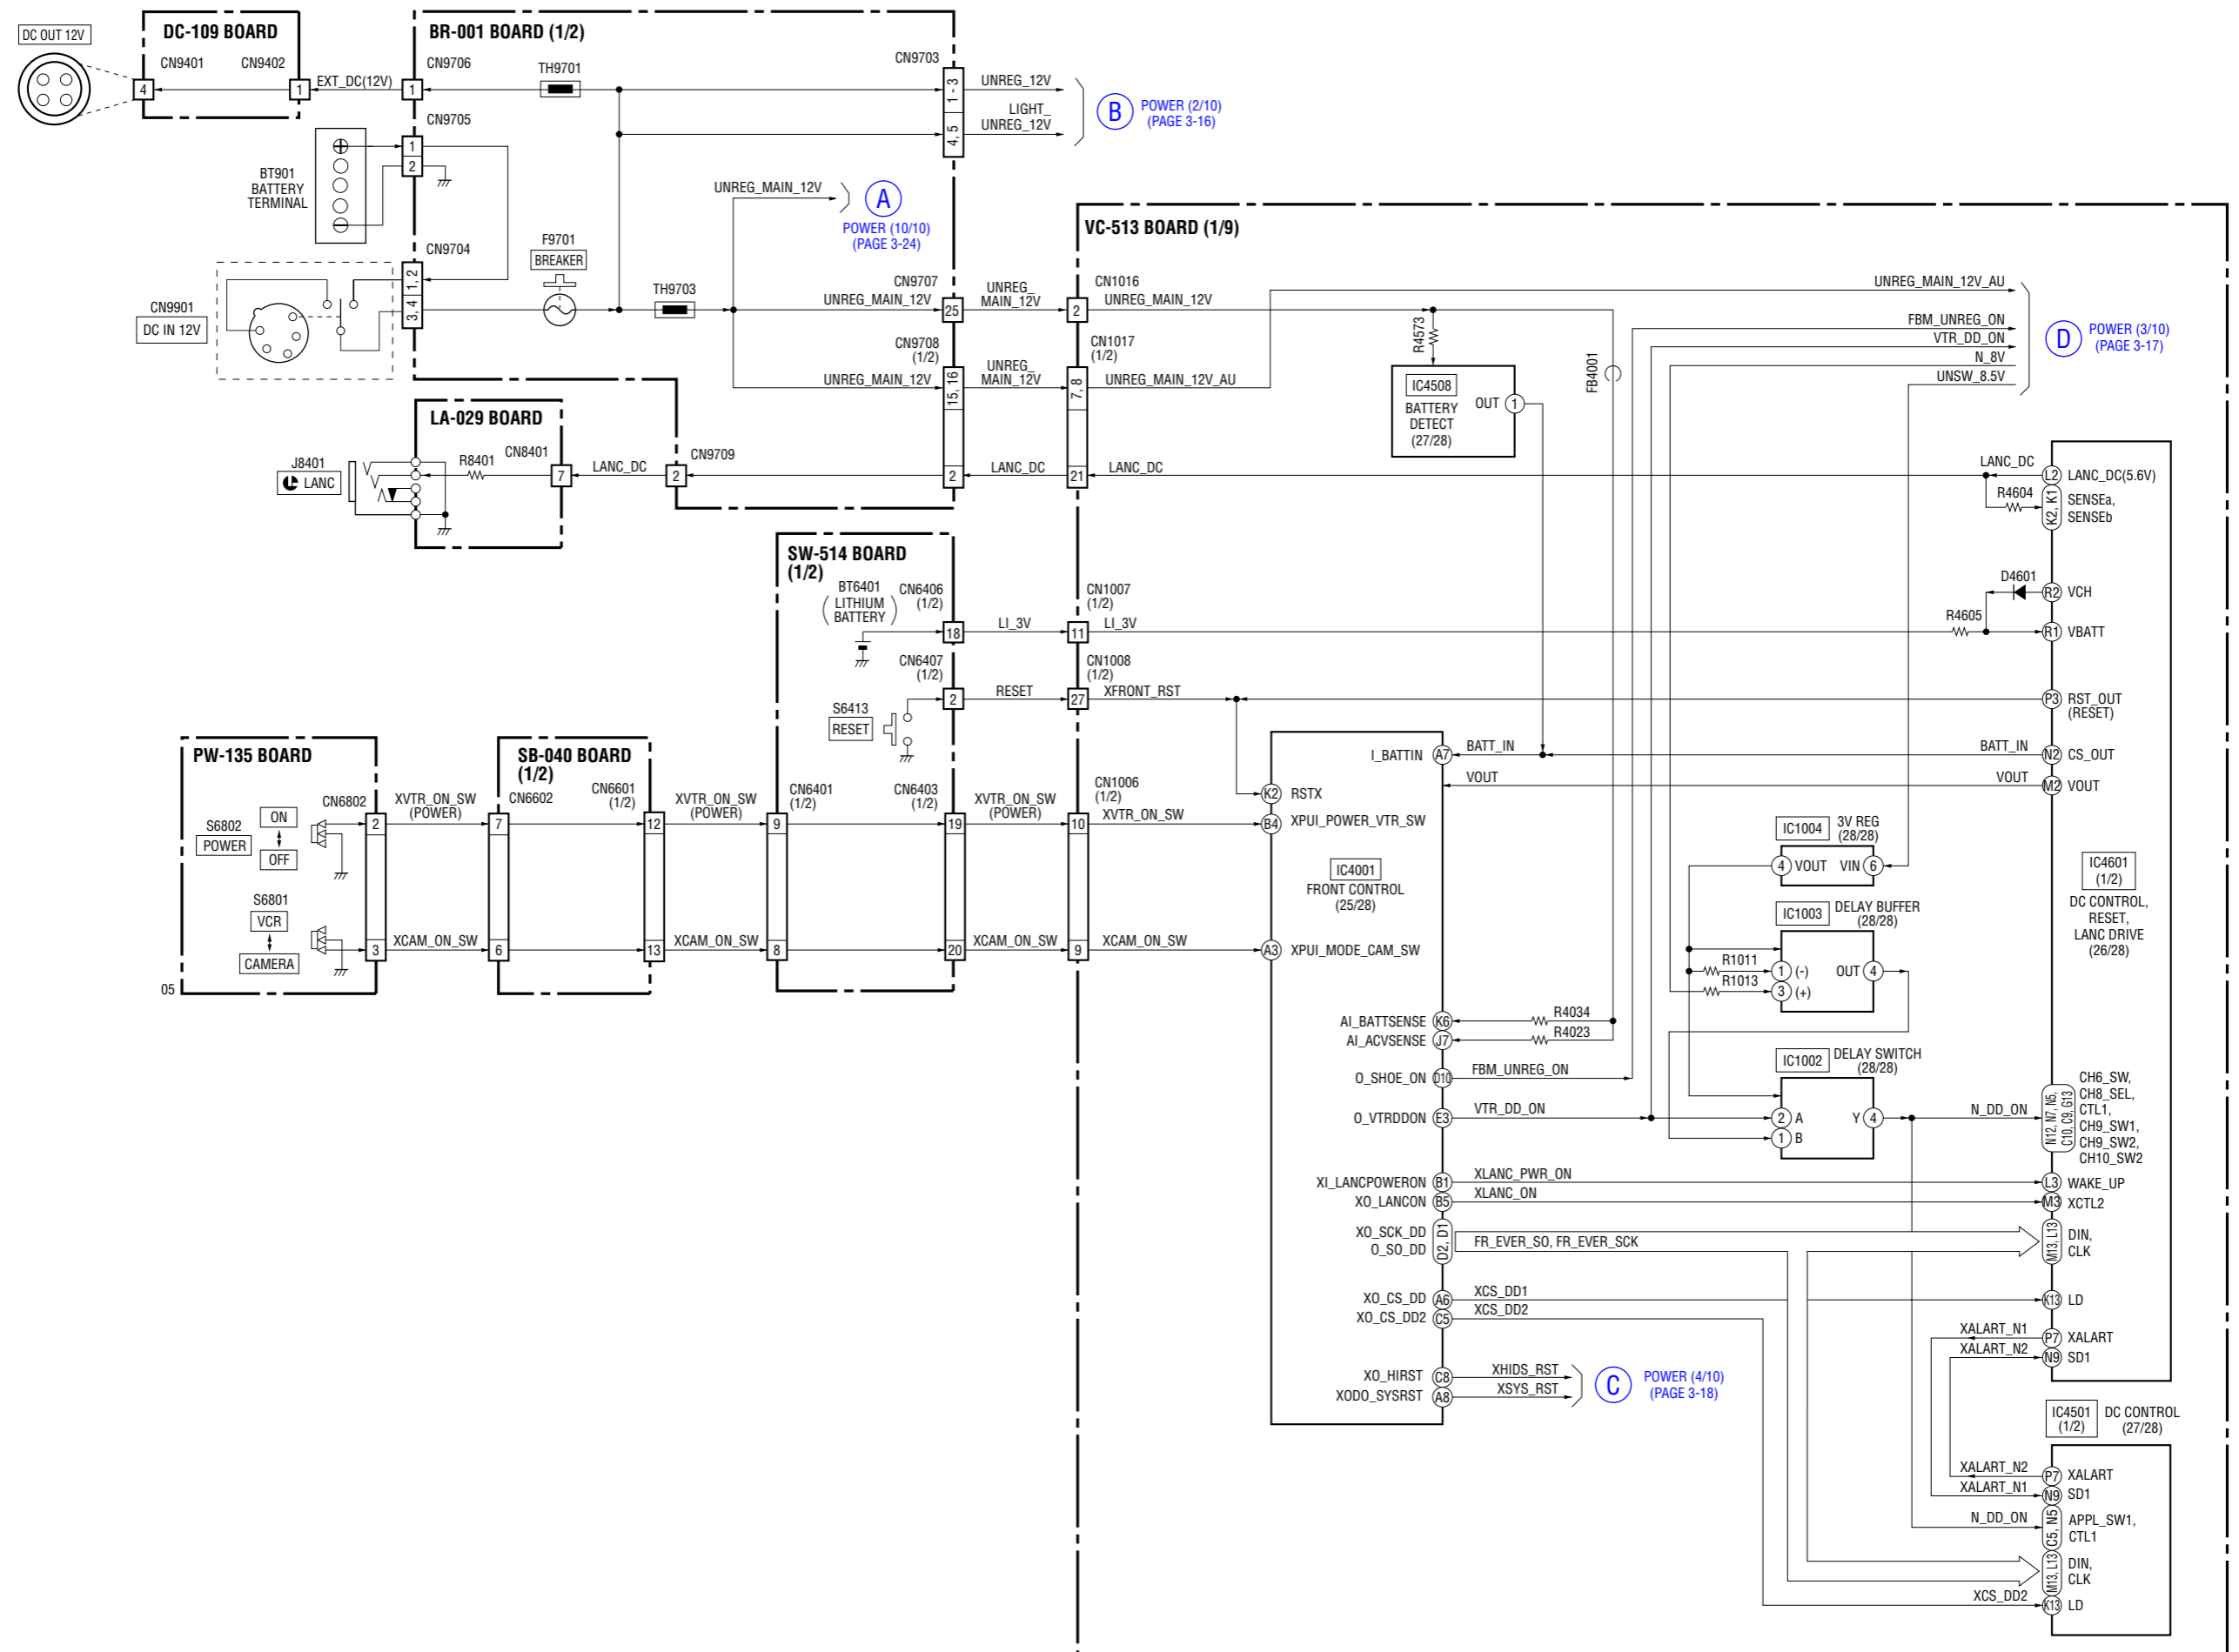 DC OUT 12V
DC-109 BOARD
CN9401
CN9402
4
1
EXT_DC(12V)
BR-001 BOARD (1/2)
CN9706
1
TH9701
CN9703
1 - 3
4, 5
UNREG_12V
LIGHT_
UNREG_12V
B
POWER (2/10)
(PAGE 3-16)
CN9705
1
2
BT901
BATTERY
TERMINAL
UNREG_MAIN_12V
A
POWER (10/10)
(PAGE 3-24)
CN9704
1, 2
3, 4
CN9901
DC IN 12V
F9701
BREAKER
TH9703
CN9707
UNREG_MAIN_12V
25
UNREG_
MAIN_12V
CN9708
(1/2)
UNREG_MAIN_12V
15, 16
UNREG_
MAIN_12V
2
LANC_DC
LA-029 BOARD
J8401
LANC
R8401
CN8401
7
LANC_DC
CN9709
2
VC-513 BOARD (1/9)
CN1016
2
UNREG_MAIN_12V
CN1017
(1/2)
7, 8
UNREG_MAIN_12V_AU
21
LANC_DC
R4573
FB4001
IC4508
BATTERY
DETECT
(27/28)
OUT
1
UNREG_MAIN_12V_AU
FBM_UNREG_ON
VTR_DD_ON
N_8V
UNSW_8.5V
D
POWER (3/10)
(PAGE 3-17)
LANC_DC
L2
LANC_DC(5.6V)
R4604
K2, K1
SENSEa,
SENSEb
SW-514 BOARD
(1/2)
BT6401
LITHIUM
BATTERY
CN6406
(1/2)
18
LI_3V
CN1007
(1/2)
11
LI_3V
D4601
R2
VCH
R4605
R1
VBATT
CN6407
(1/2)
2
RESET
S6413
RESET
CN1008
(1/2)
27
XFRONT_RST
P3
RST_OUT
(RESET)
PW-135 BOARD
CN6802
S6802
POWER
ON
OFF
2
XVTR_ON_SW
(POWER)
S6801
VCR
CAMERA
3
XCAM_ON_SW
05
SB-040 BOARD
(1/2)
CN6602
CN6601
(1/2)
7
12
6
13
XVTR_ON_SW
(POWER)
XCAM_ON_SW
CN6401
(1/2)
CN6403
(1/2)
9
19
8
20
XVTR_ON_SW
(POWER)
XCAM_ON_SW
CN1006
(1/2)
10
XVTR_ON_SW
9
XCAM_ON_SW
I_BATTIN
A7
BATT_IN
BATT_IN
N2
CS_OUT
VOUT
VOUT
M2
VOUT
K2
RSTX
B4
XPUI_POWER_VTR_SW
IC4001
FRONT CONTROL
(25/28)
A3
XPUI_MODE_CAM_SW
AI_BATTSENSE
K6
R4034
AI_ACVSENSE
J7
R4023
O_SHOE_ON
D10
FBM_UNREG_ON
O_VTRDDON
E3
VTR_DD_ON
XI_LANCPOWERON
B1
XLANC_PWR_ON
XO_LANCON
B5
XLANC_ON
XO_SCK_DD
O_SO_DD
D2, D1
FR_EVER_SO, FR_EVER_SCK
XO_CS_DD
A6
XCS_DD1
XO_CS_DD2
C5
XCS_DD2
XO_HIRST
C8
XHIDS_RST
XODO_SYSRST
A8
XSYS_RST
C
POWER (4/10)
(PAGE 3-18)
IC1004
3V REG
(28/28)
4
VOUT
VIN
6
IC1003
DELAY BUFFER
(28/28)
R1011
1
(-)
R1013
3
(+)
OUT
4
IC1002
DELAY SWITCH
(28/28)
2
A
1
B
Y
4
N_DD_ON
IC4601
(1/2)
DC CONTROL,
RESET,
LANC DRIVE
(26/28)
N12, N7, N5,
C10, C9, G13
CH6_SW,
CH8_SEL,
CTL1,
CH9_SW1,
CH9_SW2,
CH10_SW2
L3
WAKE_UP
M3
XCTL2
M13, L13
DIN,
CLK
K13
LD
XALART_N1
P7
XALART
XALART_N2
N9
SD1
IC4501
(1/2)
DC CONTROL
(27/28)
XALART_N2
P7
XALART
XALART_N1
N9
SD1
N_DD_ON
C5, N5
APPL_SW1,
CTL1
M13, L13
DIN,
CLK
XCS_DD2
K13
LD